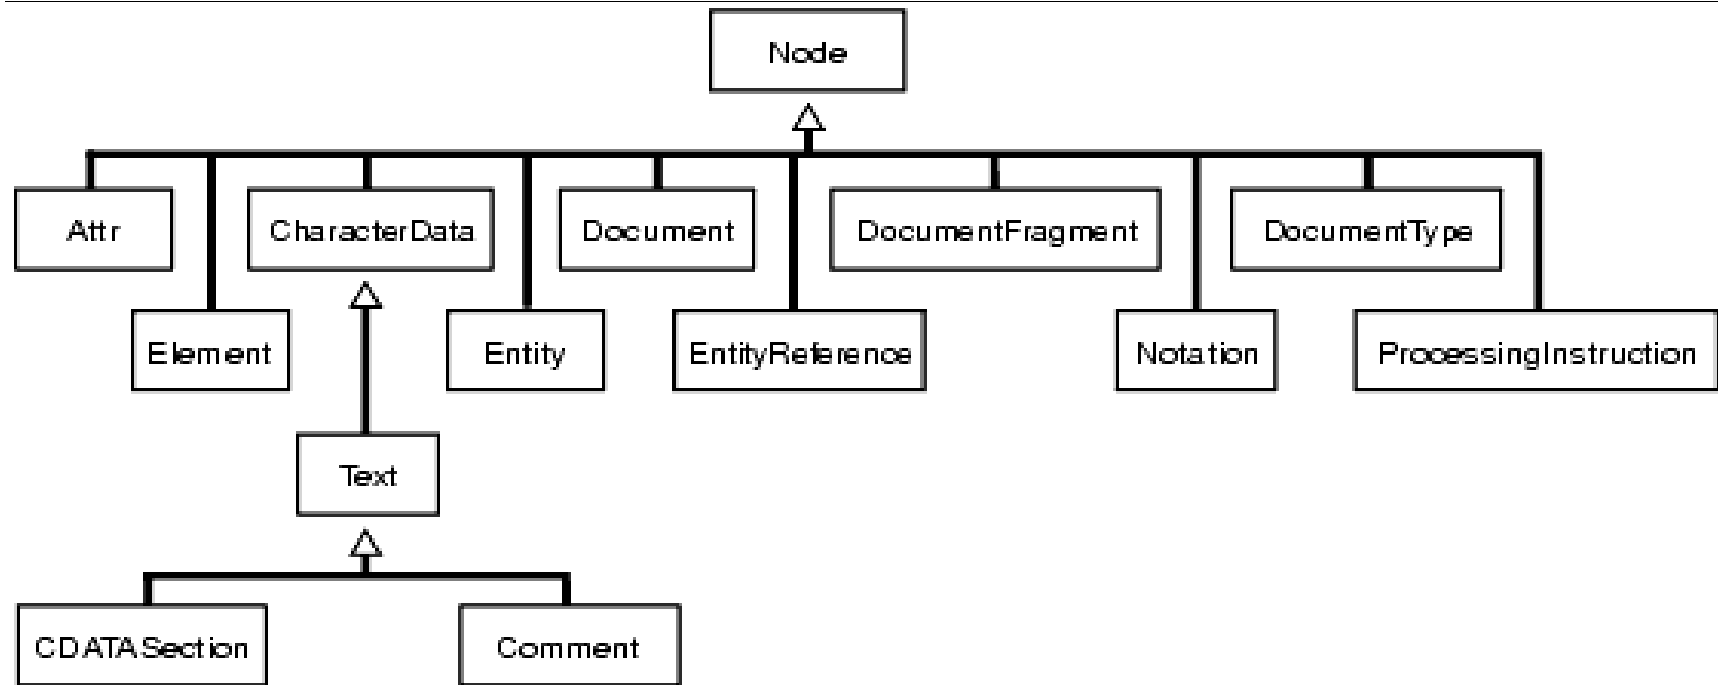 Node
Attr
CharacterData
Document
DocumentFragment
DocumentType
Element
Entity
EntityReference
Notation
ProcessingInstruction
Text
CDATASection
Comment